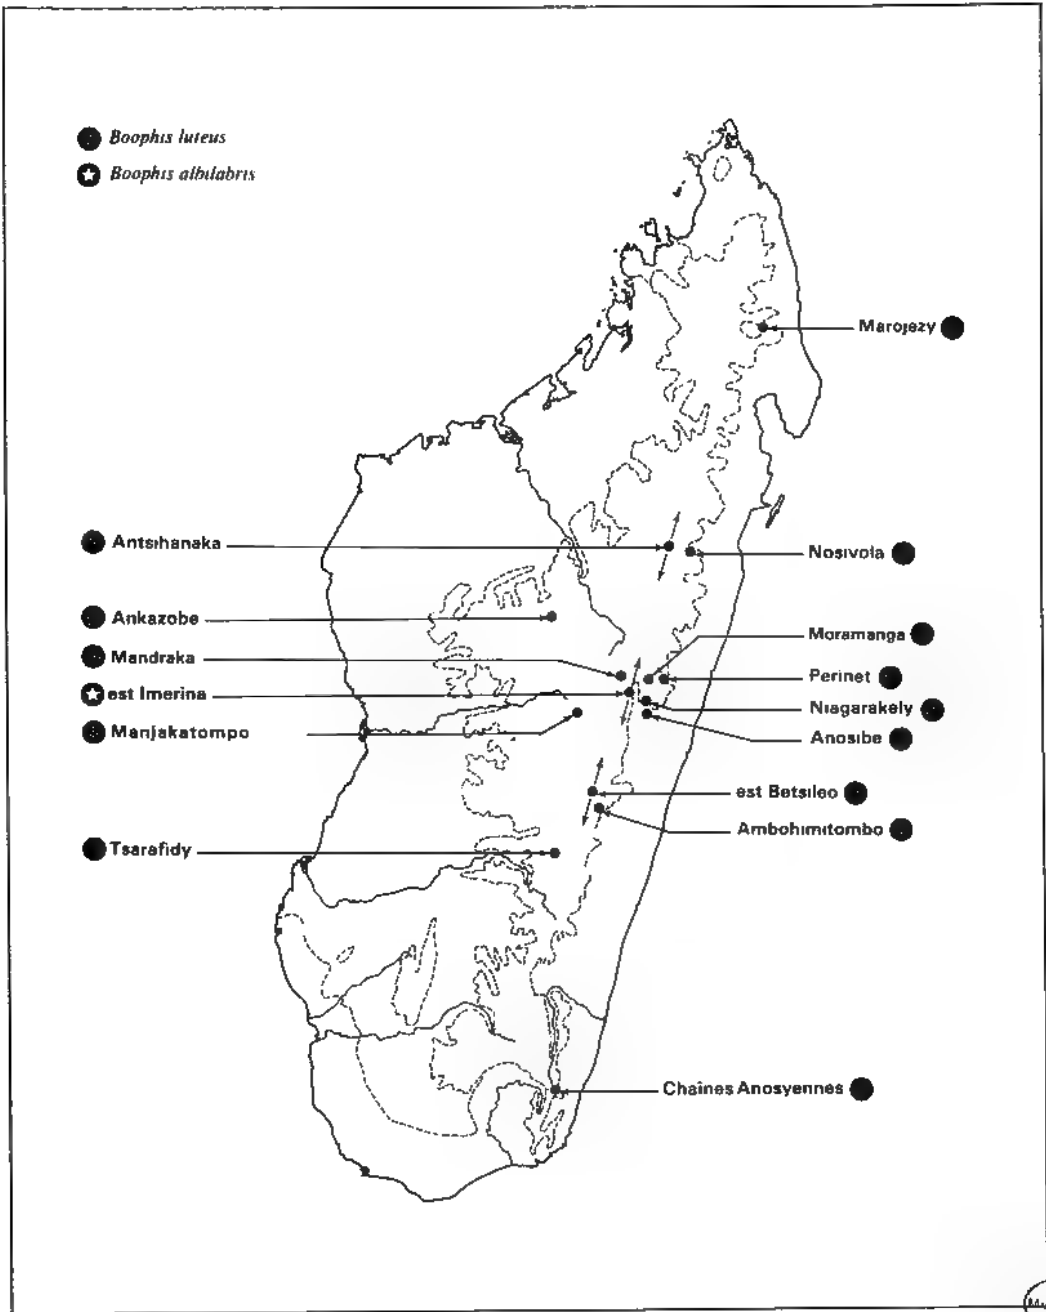 Boophis luteus
Boophis albilabris
Marojezy
Antsihanaka
Nosivola
Ankazobe
Moramanga
Mandraka
Perinet
est Imerina
Niagarakely
Manjakatompo
Anosibe
est Betsileo
Ambohimitombo
Tsarafidy
Chaînes Anosyennes